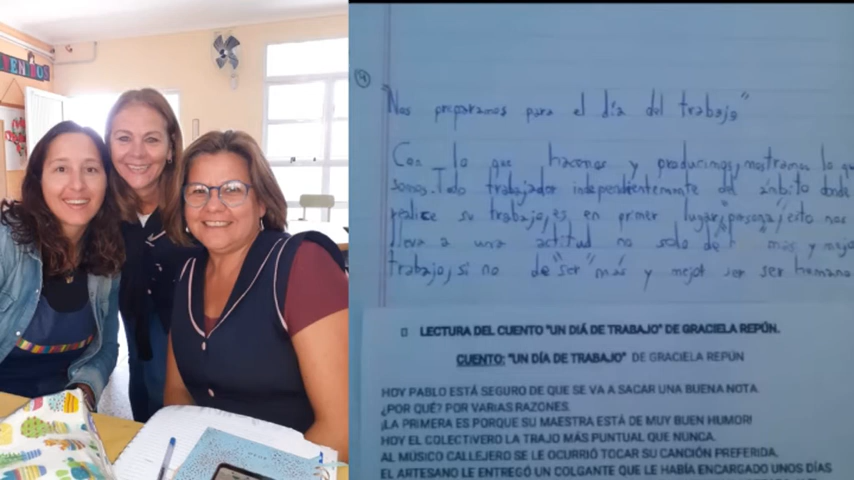 ④
"Nos preparamos para el día del trabajo"
Con lo que hacemos y producimos, mostramos lo
somos. Todo trabajador independientemente del ámbito donde
realice su trabajo, es en primer lugar, "persona", esto nos
lleva a una actitud no solo de más y mejor
trabajo, si no de "ser" más y mejor ser ser humano
LECTURA DEL CUENTO "UN DIÁ DE TRABAJO" DE GRACIELA REPÚN.
CUENTO: "UN DÍA DE TRABAJO" DE GRACIELA REPÚN
HOY PABLO ESTÁ SEGURO DE QUE SE VA A SACAR UNA BUENA NOTA.
¿POR QUÉ? POR VARIAS RAZONES.
¡LA PRIMERA ES PORQUE SU MAESTRA ESTÁ DE MUY BUEN HUMOR!
HOY EL COLECTIVERO LA TRAJO MÁS PUNTUAL QUE NUNCA.
AL MÚSICO CALLEJERO SE LE OCURRIÓ TOCAR SU CANCIÓN PREFERIDA.
EL ARTESANO LE ENTREGÓ UN COLGANTE QUE LE HABÍA ENCARGADO UNOS DÍAS